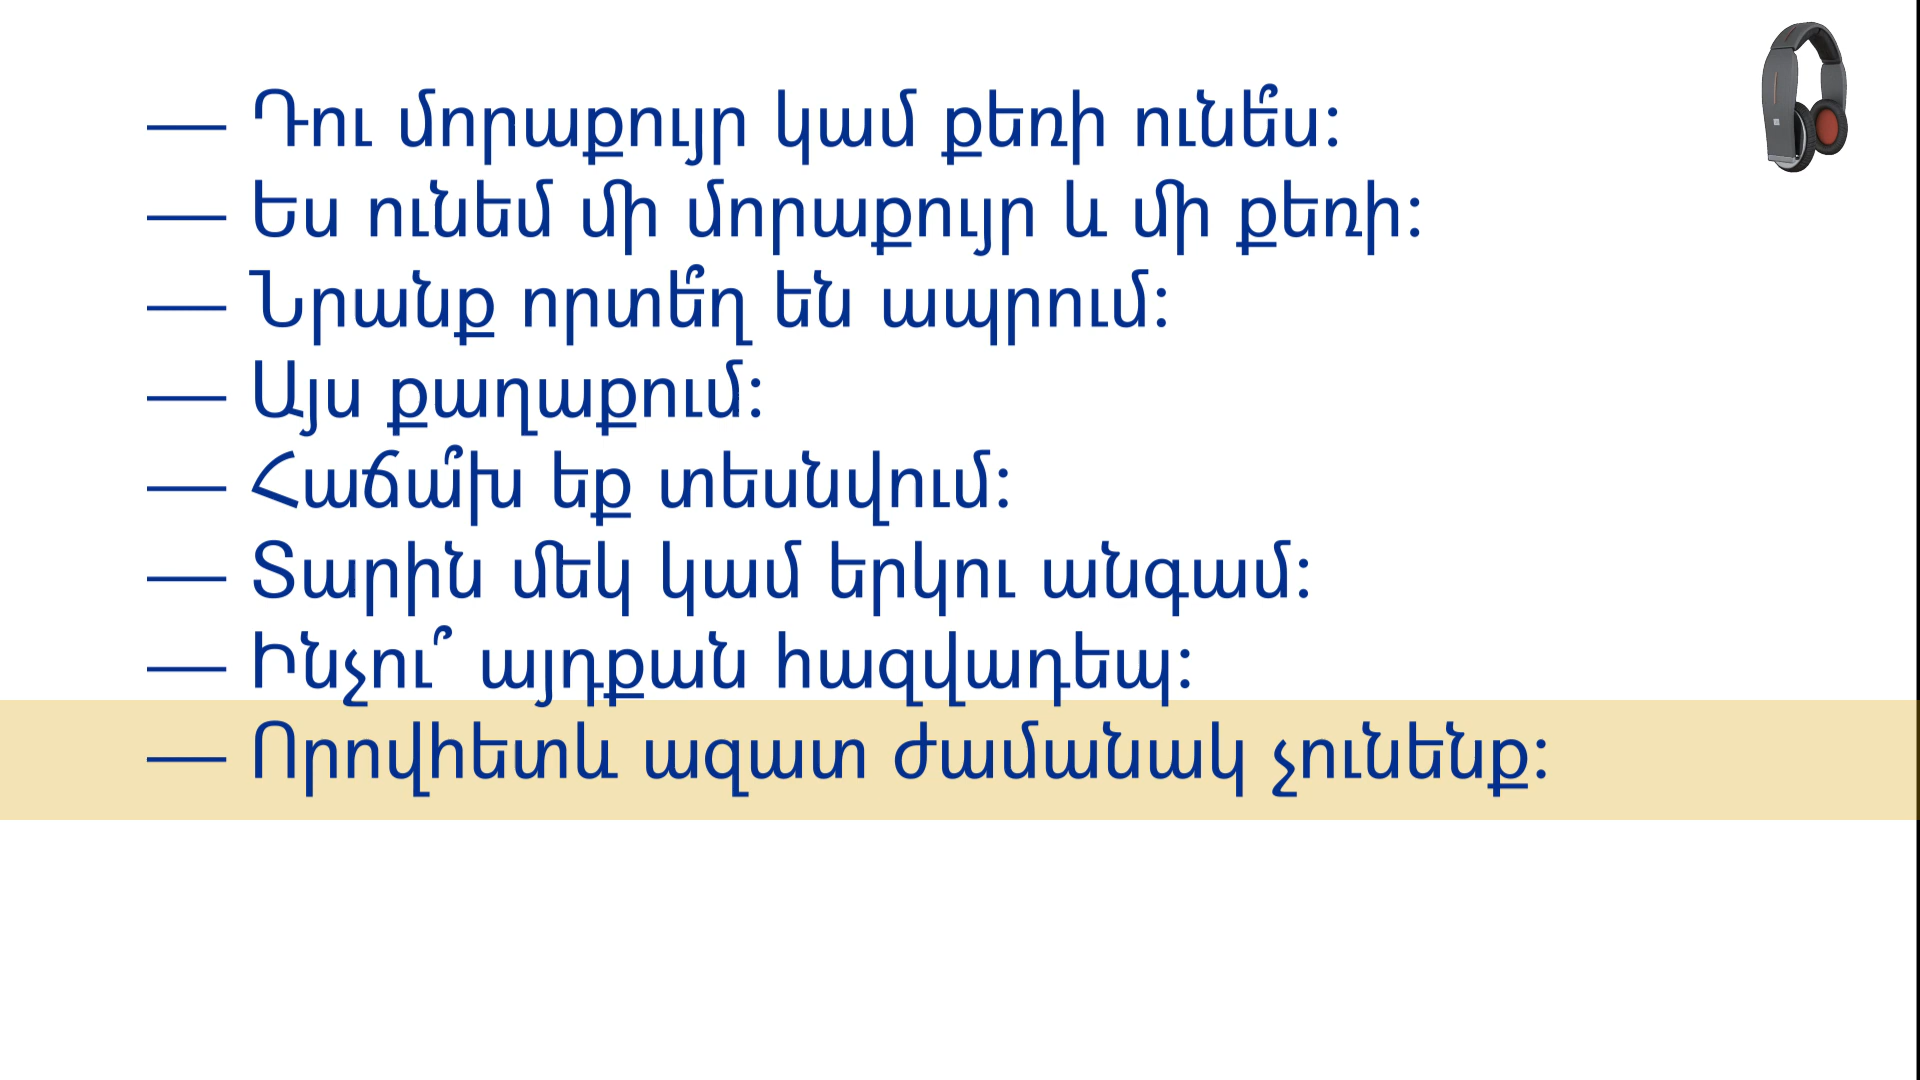 — Դու մորաքույր կամ քեռի ունե՞ս:
— Ես ունեմ մի մորաքույր և մի քեռի:
— Նրանք որտե՞ղ են ապրում:
— Այս քաղաքում:
— Հաճա՞խ եք տեսնվում:
— Տարին մեկ կամ երկու անգամ:
— Ինչու՞ այդքան հազվադեպ:
— Որովհետև ազատ ժամանակ չունենք: